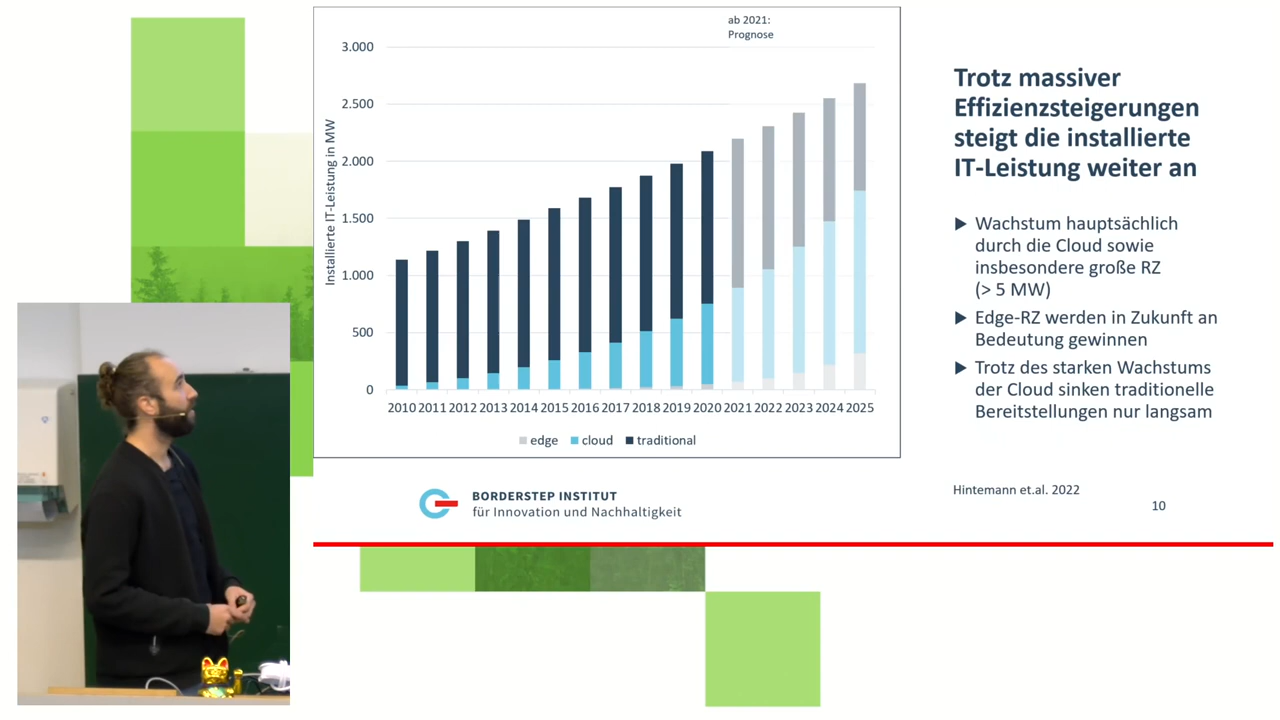 ab 2021:
Prognose
3.000
2.500
2.000
1.500
1.000
500
0
Installierte IT-Leistung in MW
2010 2011 2012 2013 2014 2015 2016 2017 2018 2019 2020 2021 2022 2023 2024 2025
edge cloud traditional
Trotz massiver
Effizienzsteigerungen
steigt die installierte
IT-Leistung weiter an
Wachstum hauptsächlich
durch die Cloud sowie
insbesondere große RZ
(> 5 MW)
Edge-RZ werden in Zukunft an
Bedeutung gewinnen
Trotz des starken Wachstums
der Cloud sinken traditionelle
Bereitstellungen nur langsam
BORDERSTEP INSTITUT
für Innovation und Nachhaltigkeit
Hintemann et.al. 2022
10